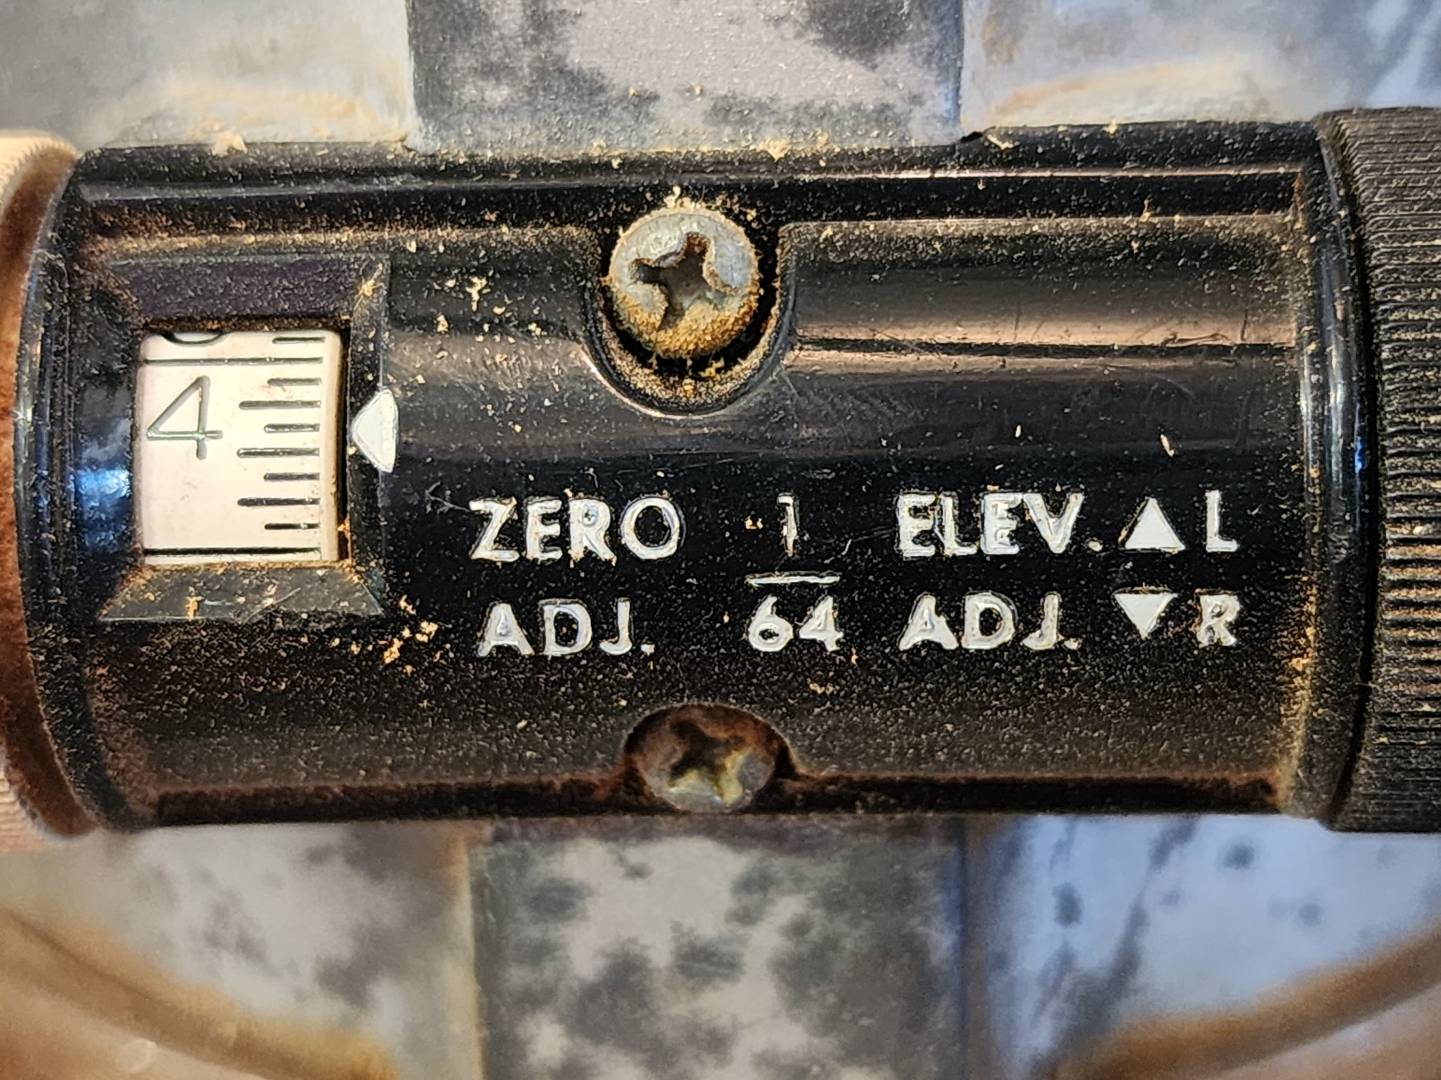 4
ZERO 1 ELEV. ▲ L
ADJ. 64 ADJ. ▼ R